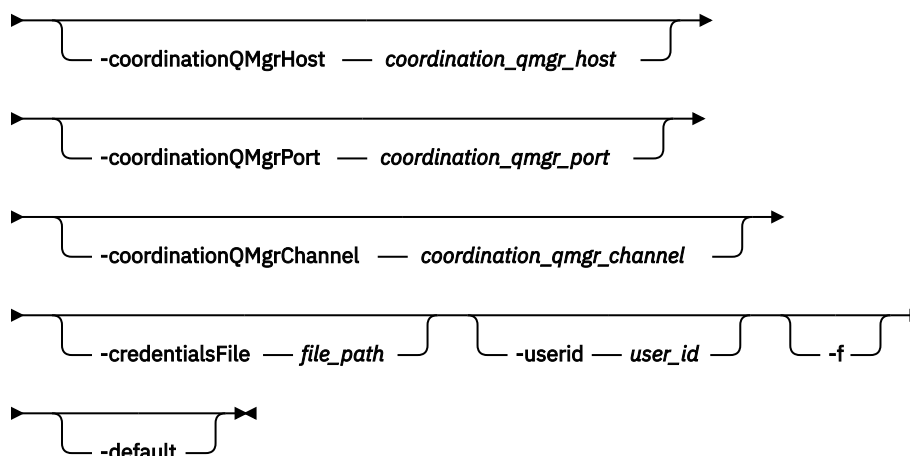 -coordinationQMgrHost coordination_qmgr_host
-coordinationQMgrPort coordination_qmgr_port
-coordinationQMgrChannel coordination_qmgr_channel
-credentialsFile file_path -userid user_id -f
-default